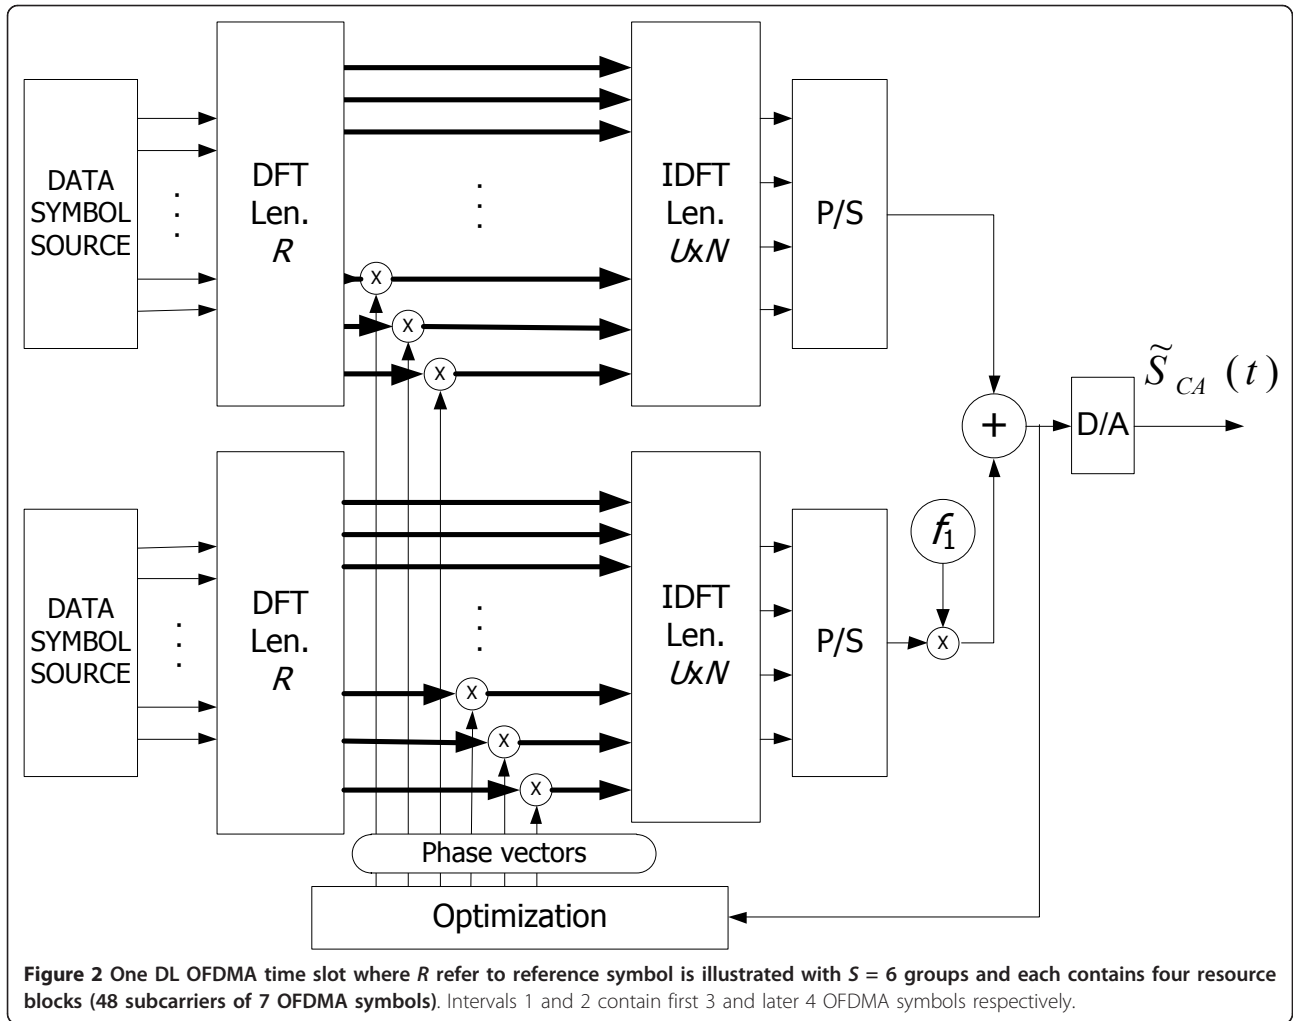 DATA
SYMBOL
SOURCE
DFT
Len.
R
X
X
X
IDFT
Len.
UxN
P/S
+
D/A
S̃ CA (t)
DATA
SYMBOL
SOURCE
DFT
Len.
R
X
X
X
IDFT
Len.
UxN
P/S
f1
X
Phase vectors
Optimization
Figure 2 One DL OFDMA time slot where R refer to reference symbol is illustrated with S = 6 groups and each contains four resource
blocks (48 subcarriers of 7 OFDMA symbols). Intervals 1 and 2 contain first 3 and later 4 OFDMA symbols respectively.